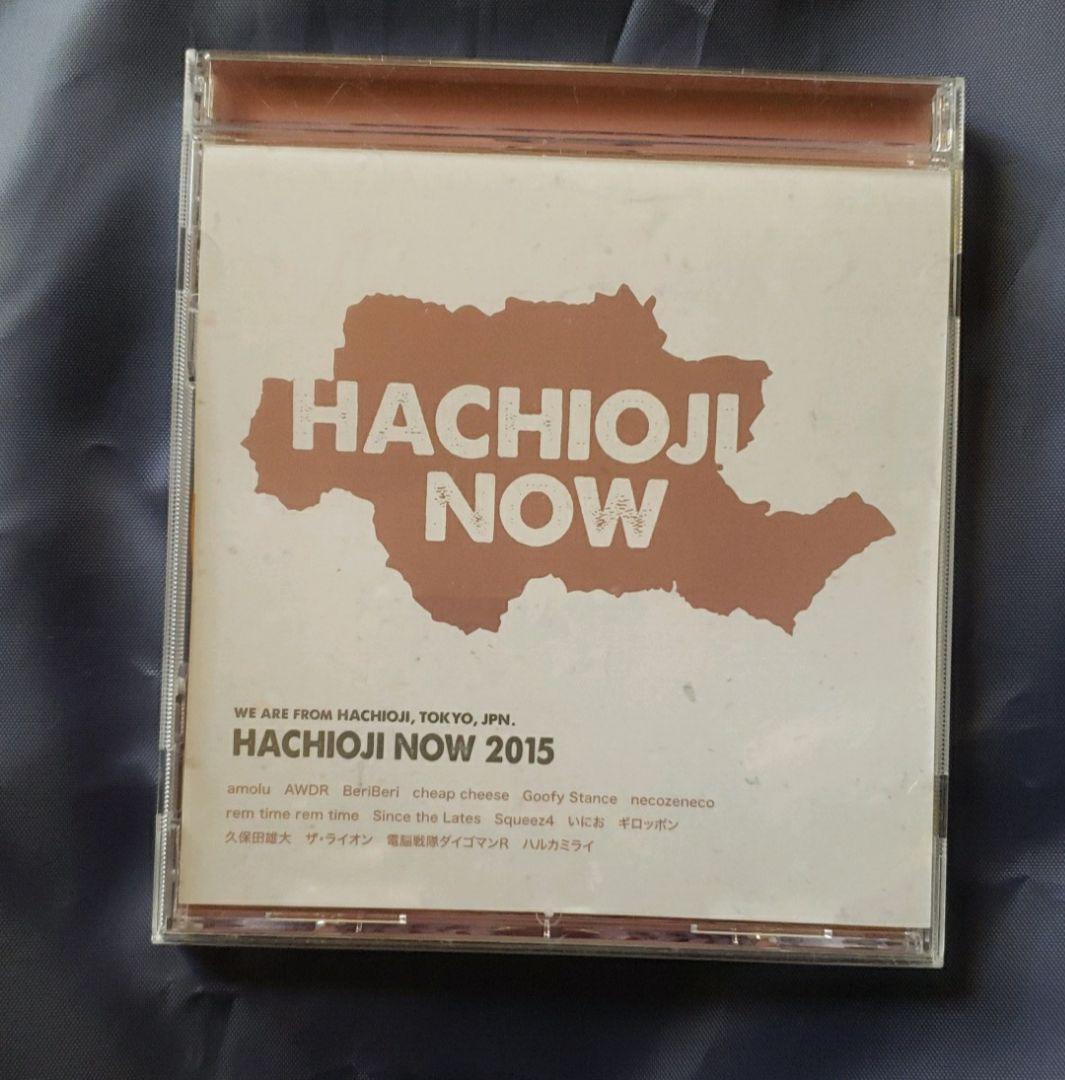 HACHIOJI
NOW
WE ARE FROM HACHIOJI, TOKYO, JPN.
HACHIOJI NOW 2015
amolu AWDR BeriBeri cheap cheese Goofy Stance necozeneco
rem time rem time Since the Lates Squeez4 いにお ギロッポン
久保田雄大 ザ・ライオン 電脳戦隊ダイゴマンR ハルカミライ